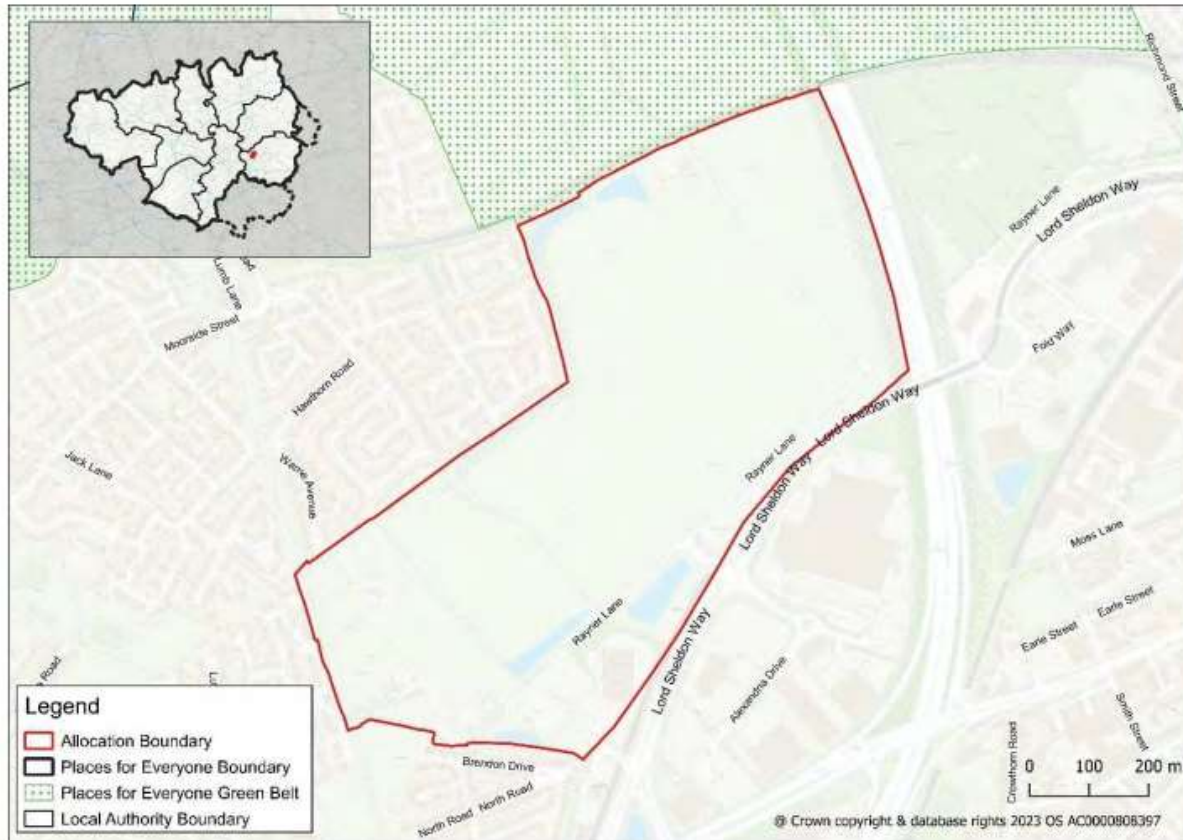 Richmond Street
Rayner Lane
Lord Sheldon Way
Lumb Lane
Moorside Street
Fold Way
Hawthorn Road
Lord Sheldon Way
Rayner Lane
Jack Lane
Warne Avenue
Lord Sheldon Way
Moss Lane
Rayner Lane
Earle Street
Earle Street
Lord Sheldon Way
Alexandria Drive
Smith Street
Road
Crowthorn Road
Brendon Drive
North Road
North Road
Legend
Allocation Boundary
Places for Everyone Boundary
Places for Everyone Green Belt
Local Authority Boundary
0 100 200 m
@ Crown copyright & database rights 2023 OS AC0000808397